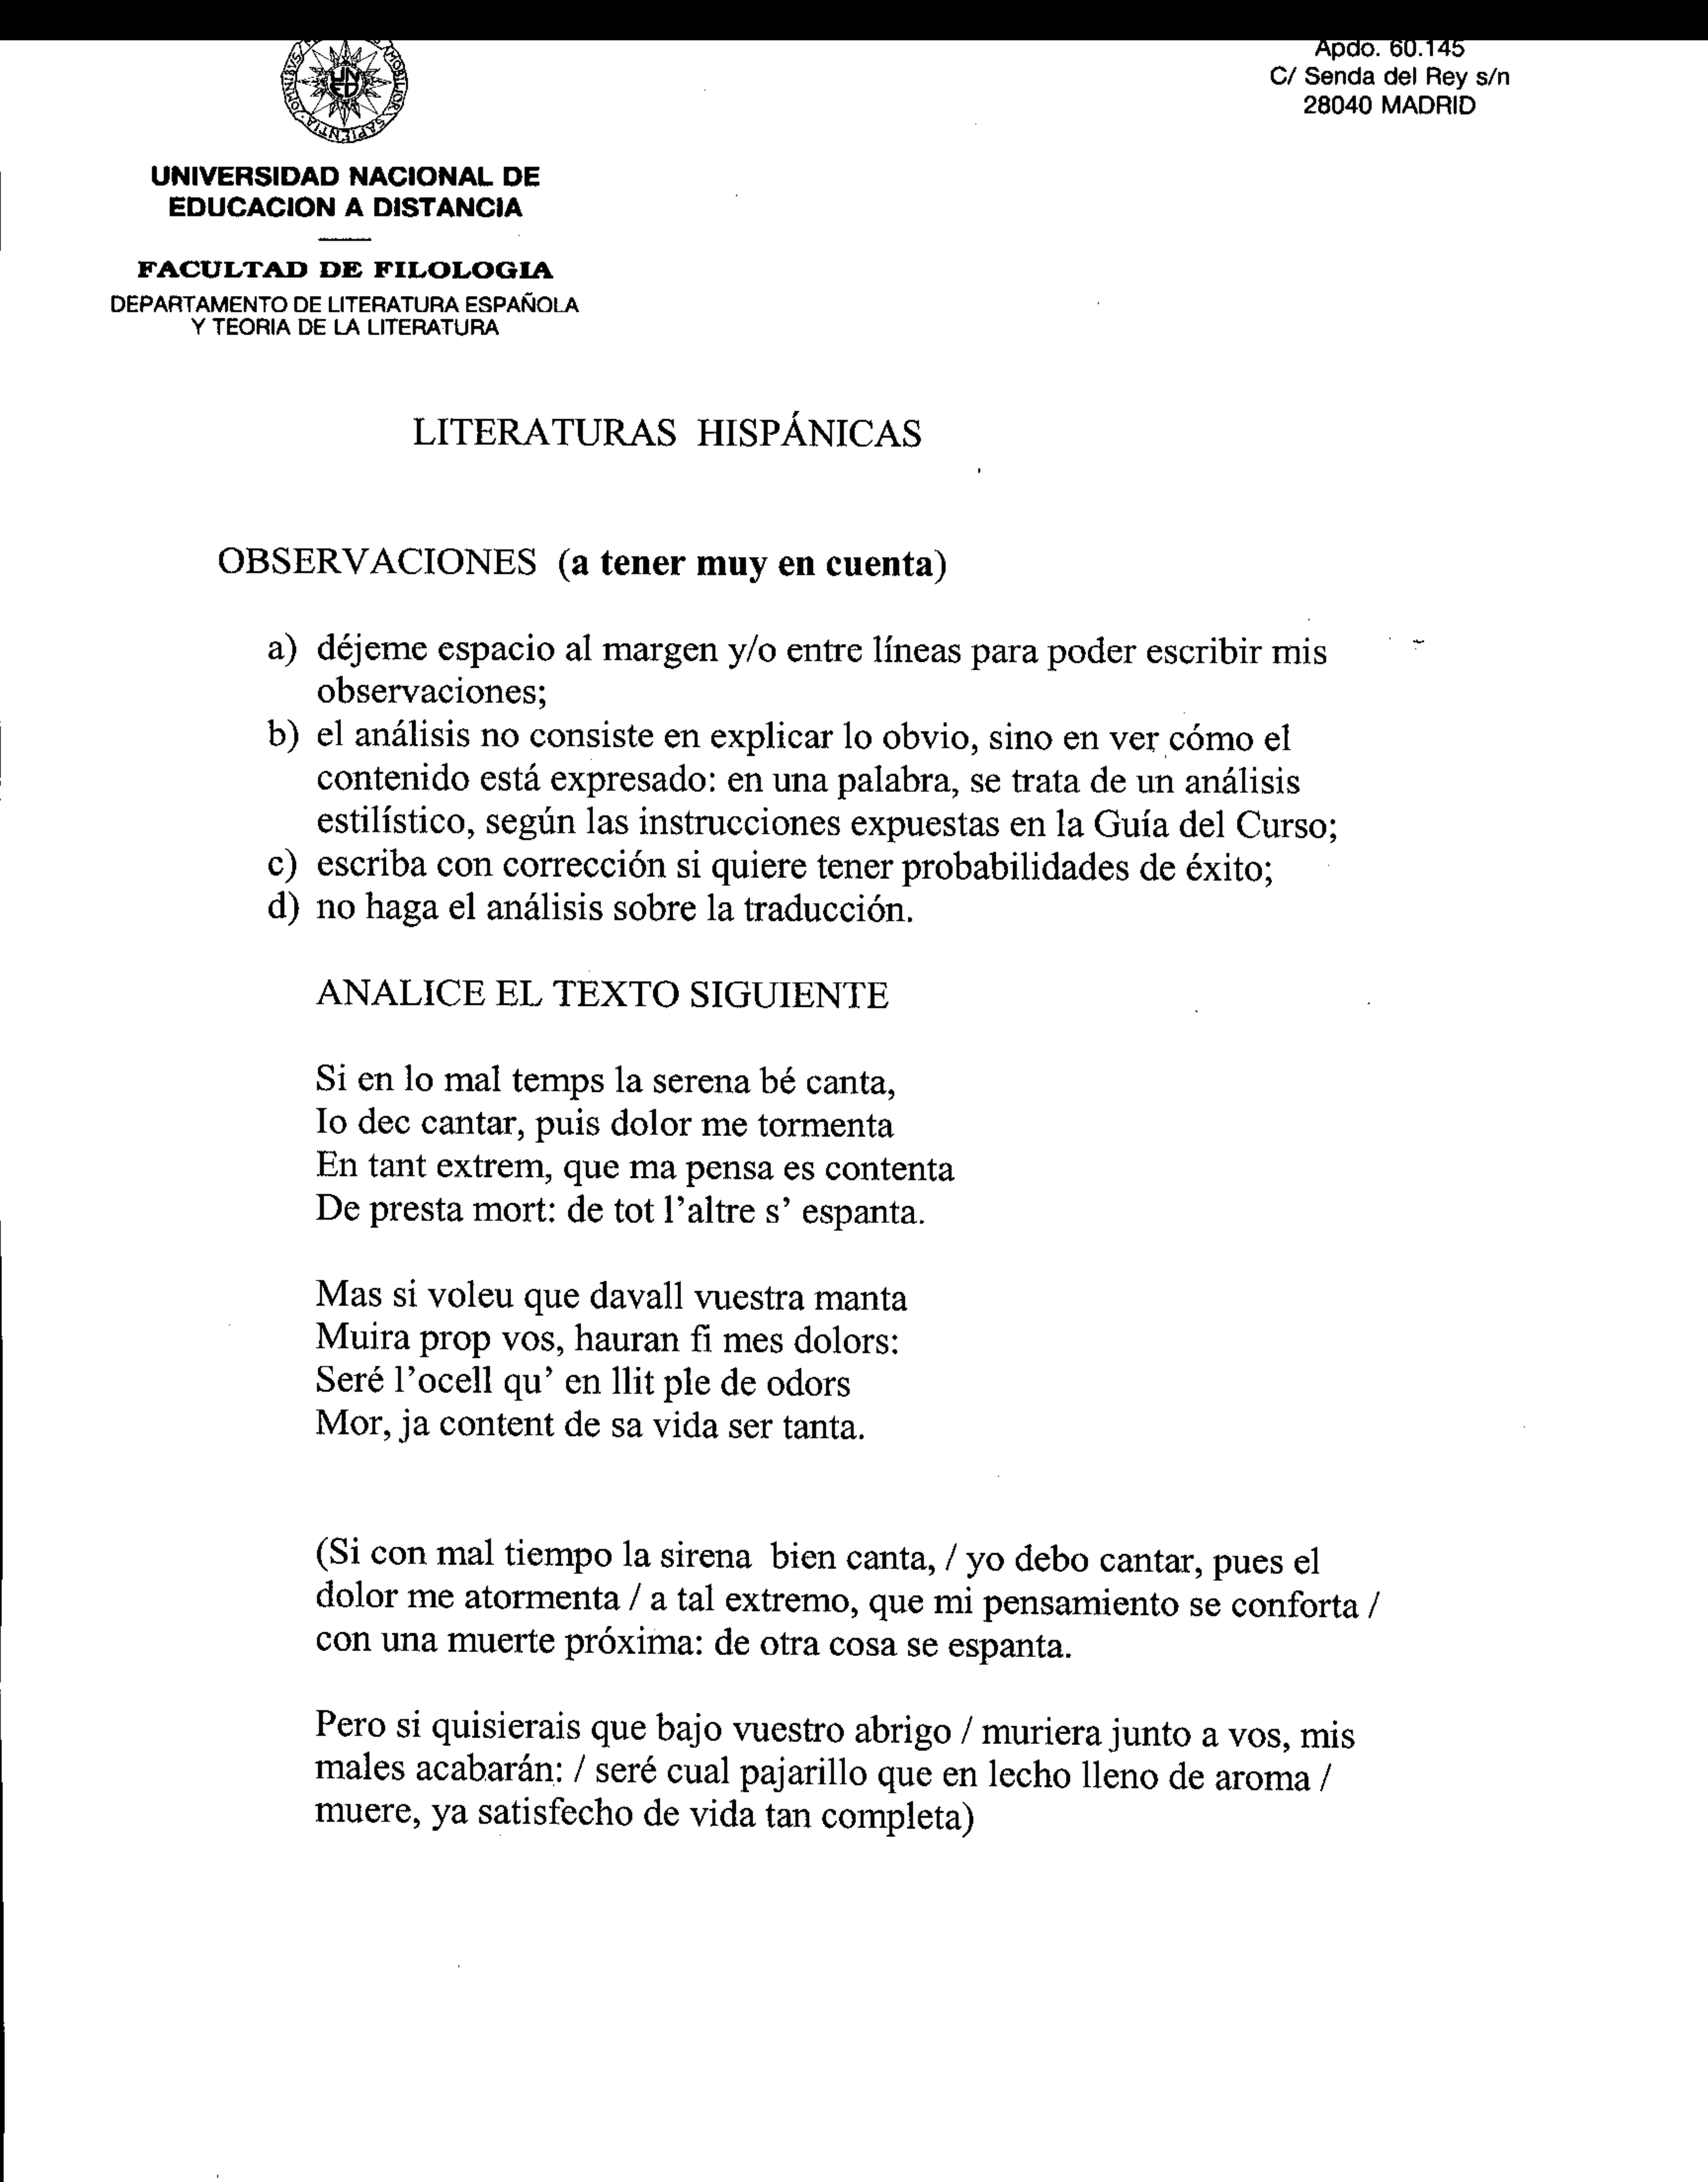 Apdo. 60.145
C/ Senda del Rey s/n
28040 MADRID
UNIVERSIDAD NACIONAL DE
EDUCACION A DISTANCIA
FACULTAD DE FILOLOGIA
DEPARTAMENTO DE LITERATURA ESPAÑOLA
Y TEORIA DE LA LITERATURA
LITERATURAS HISPÁNICAS
OBSERVACIONES (a tener muy en cuenta)
a) déjeme espacio al margen y/o entre líneas para poder escribir mis
observaciones;
b) el análisis no consiste en explicar lo obvio, sino en ver cómo el
contenido está expresado: en una palabra, se trata de un análisis
estilístico, según las instrucciones expuestas en la Guía del Curso;
c) escriba con corrección si quiere tener probabilidades de éxito;
d) no haga el análisis sobre la traducción.
ANALICE EL TEXTO SIGUIENTE
Si en lo mal temps la serena bé canta,
Io dec cantar, puis dolor me tormenta
En tant extrem, que ma pensa es contenta
De presta mort: de tot l'altre s' espanta.
Mas si voleu que davall vuestra manta
Muira prop vos, hauran fi mes dolors:
Seré l'ocell qu' en llit ple de odors
Mor, ja content de sa vida ser tanta.
(Si con mal tiempo la sirena bien canta, / yo debo cantar, pues el
dolor me atormenta / a tal extremo, que mi pensamiento se conforta /
con una muerte próxima: de otra cosa se espanta.
Pero si quisierais que bajo vuestro abrigo / muriera junto a vos, mis
males acabarán: / seré cual pajarillo que en lecho lleno de aroma /
muere, ya satisfecho de vida tan completa)